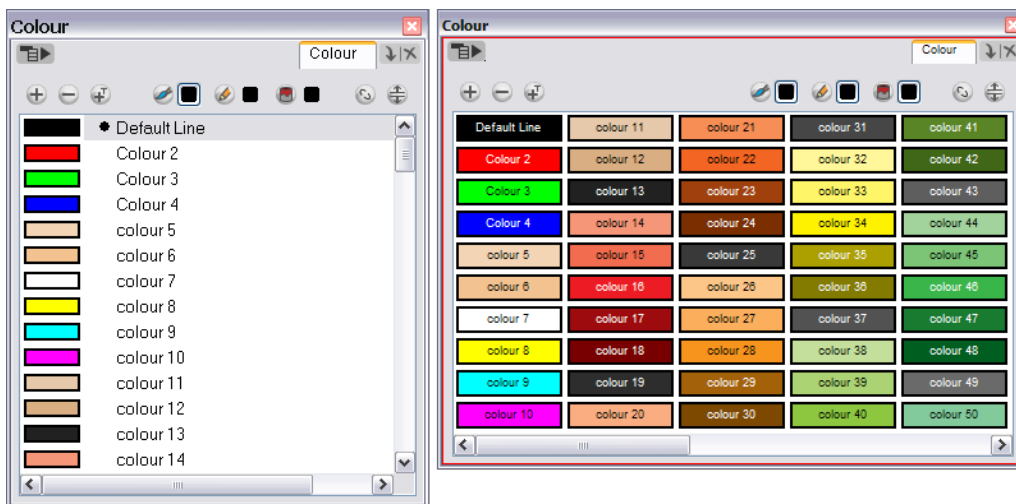 Colour
Colour
Default Line
Colour 2
Colour 3
Colour 4
colour 5
colour 6
colour 7
colour 8
colour 9
colour 10
colour 11
colour 12
colour 13
colour 14
Colour
Colour
Default Line colour 11 colour 21 colour 31 colour 41
Colour 2 colour 12 colour 22 colour 32 colour 42
Colour 3 colour 13 colour 23 colour 33 colour 43
Colour 4 colour 14 colour 24 colour 34 colour 44
colour 5 colour 15 colour 25 colour 35 colour 45
colour 6 colour 16 colour 26 colour 36 colour 46
colour 7 colour 17 colour 27 colour 37 colour 47
colour 8 colour 18 colour 28 colour 38 colour 48
colour 9 colour 19 colour 29 colour 39 colour 49
colour 10 colour 20 colour 30 colour 40 colour 50